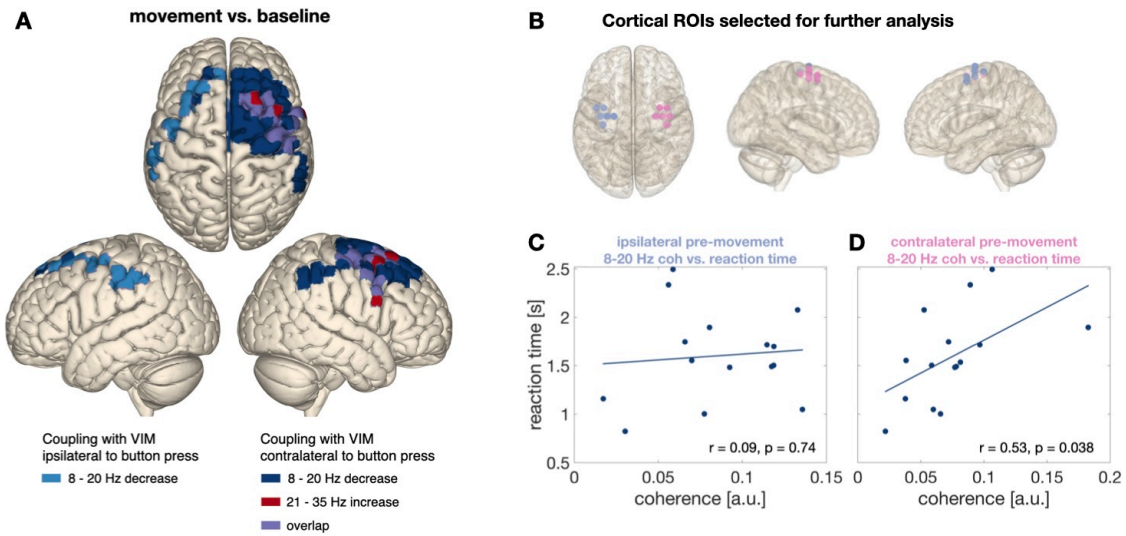 A
movement vs. baseline
Coupling with VIM
ipsilateral to button press
8 - 20 Hz decrease
Coupling with VIM
contralateral to button press
8 - 20 Hz decrease
21 - 35 Hz increase
overlap
B
Cortical ROIs selected for further analysis
C
ipsilateral pre-movement
8-20 Hz coh vs. reaction time
reaction time [s]
2.5
2
1.5
1
0.5
r = 0.09, p = 0.74
0 0.05 0.1 0.15
coherence [a.u.]
D
contralateral pre-movement
8-20 Hz coh vs. reaction time
r = 0.53, p = 0.038
0 0.05 0.1 0.15 0.2
coherence [a.u.]